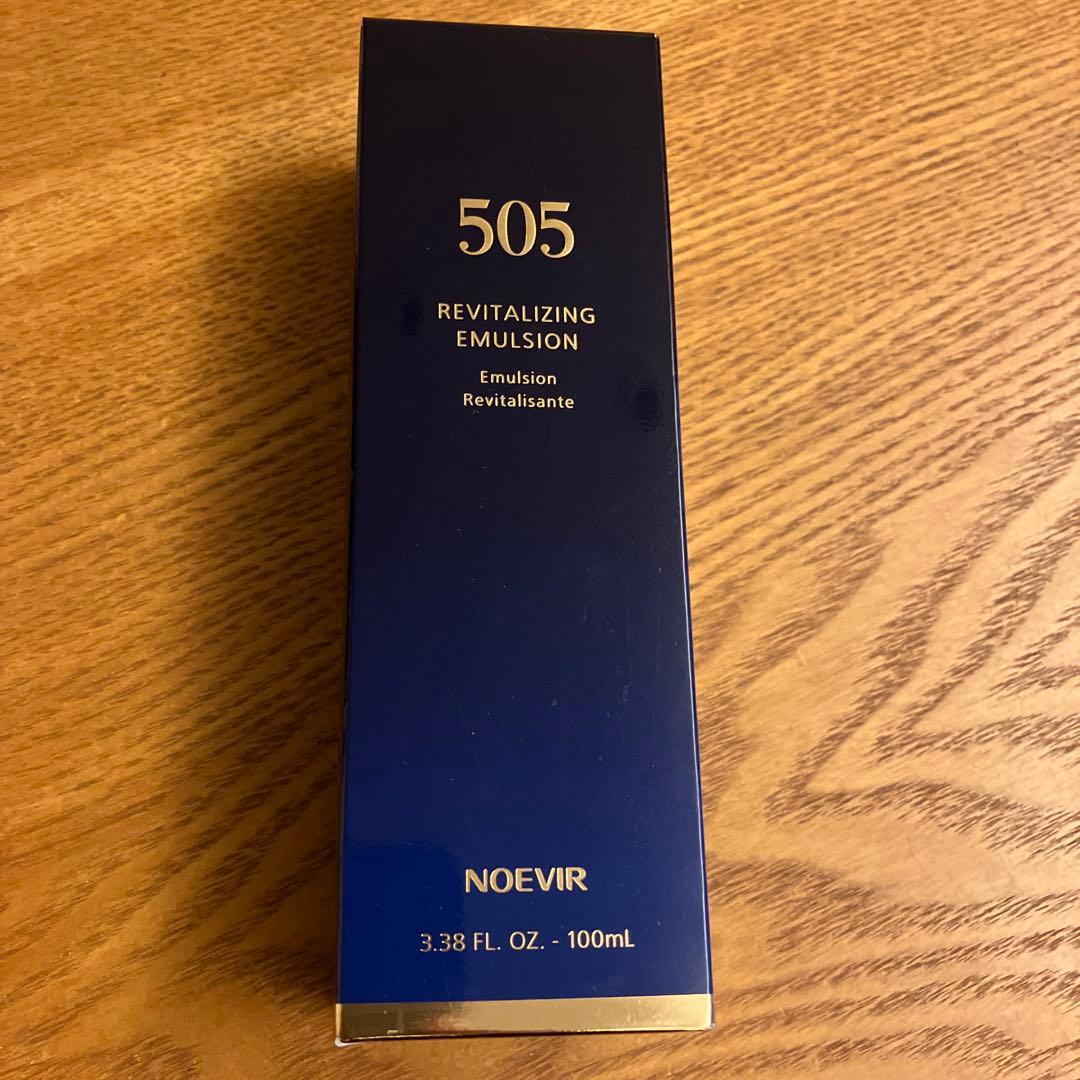 505
REVITALIZING
EMULSION
Emulsion
Revitalisante
NOEVIR
3.38 FL. OZ. - 100mL